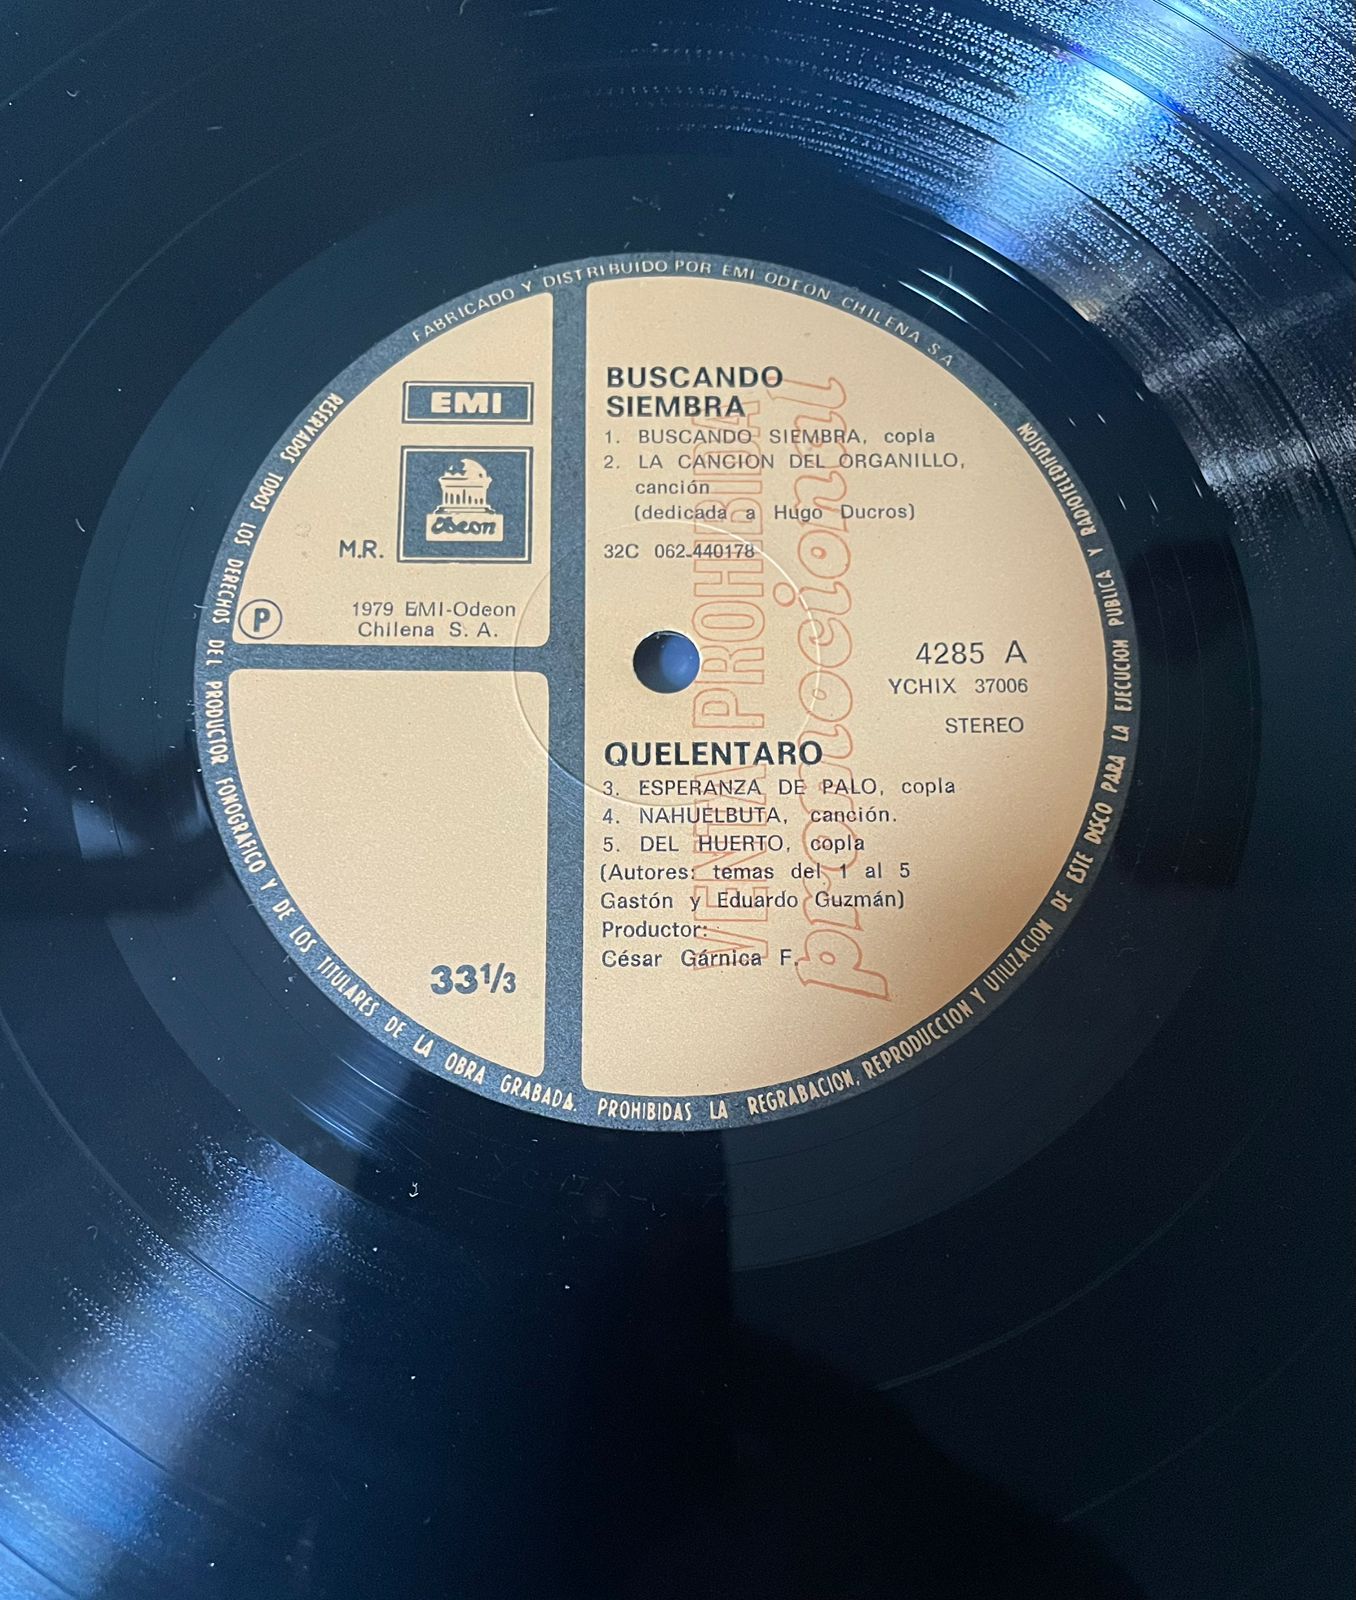 FABRICADO Y DISTRIBUIDO POR EMI ODEON CHILENA S A
EMI
Odeon
M.R.
P
1979 EMI-Odeon
Chilena S. A.
33 1/3
BUSCANDO
SIEMBRA
1. BUSCANDO SIEMBRA, copla
2. LA CANCION DEL ORGANILLO,
canción
(dedicada a Hugo Ducros)
32C 062-440178
4285 A
YCHIX 37006
STEREO
QUELENTARO
3. ESPERANZA DE PALO, copla
4. NAHUELBUTA, canción.
5. DEL HUERTO, copla
(Autores: temas del 1 al 5
Gastón y Eduardo Guzmán)
Productor:
César Gárnica F.
VENTA PROHIBIDA
promocional
RESERVADOS TODOS LOS DERECHOS DEL PRODUCTOR FONOGRAFICO Y DE LOS TITULARES DE LA OBRA GRABADA. PROHIBIDAS LA REGRABACION, REPRODUCCION Y UTILIZACION DE ESTE DISCO PARA LA EJECUCION PUBLICA Y RADIOTELEDIFUSION